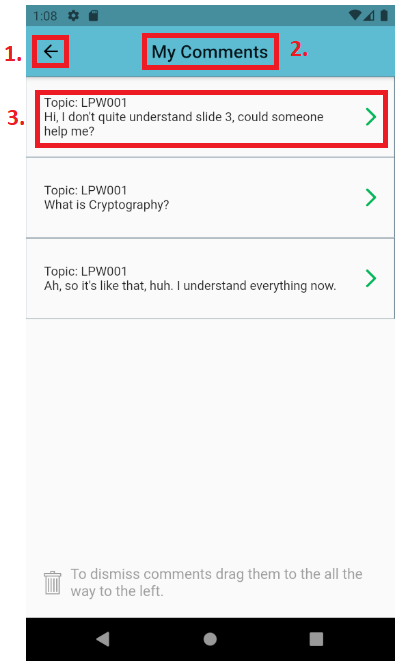 1:08
1.
My Comments
2.
3.
Topic: LPW001
Hi, I don't quite understand slide 3, could someone
help me?
Topic: LPW001
What is Cryptography?
Topic: LPW001
Ah, so it's like that, huh. I understand everything now.
To dismiss comments drag them to the all the
way to the left.